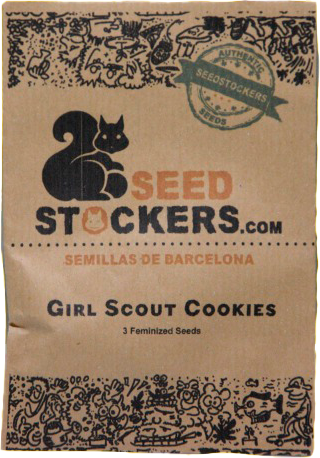 AUTHENTIC
SEEDSTOCKERS
SEEDS
SEED
STOCKERS.COM
SEMILLAS DE BARCELONA
GIRL SCOUT COOKIES
3 Feminized Seeds